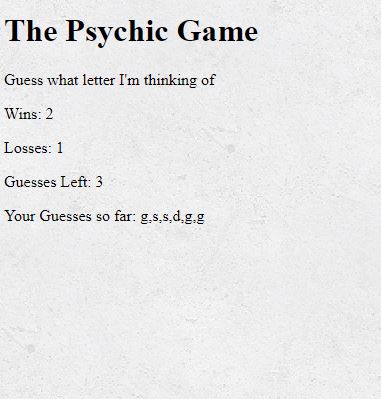 The Psychic Game
Guess what letter I'm thinking of
Wins: 2
Losses: 1
Guesses Left: 3
Your Guesses so far: g,s,s,d,g,g